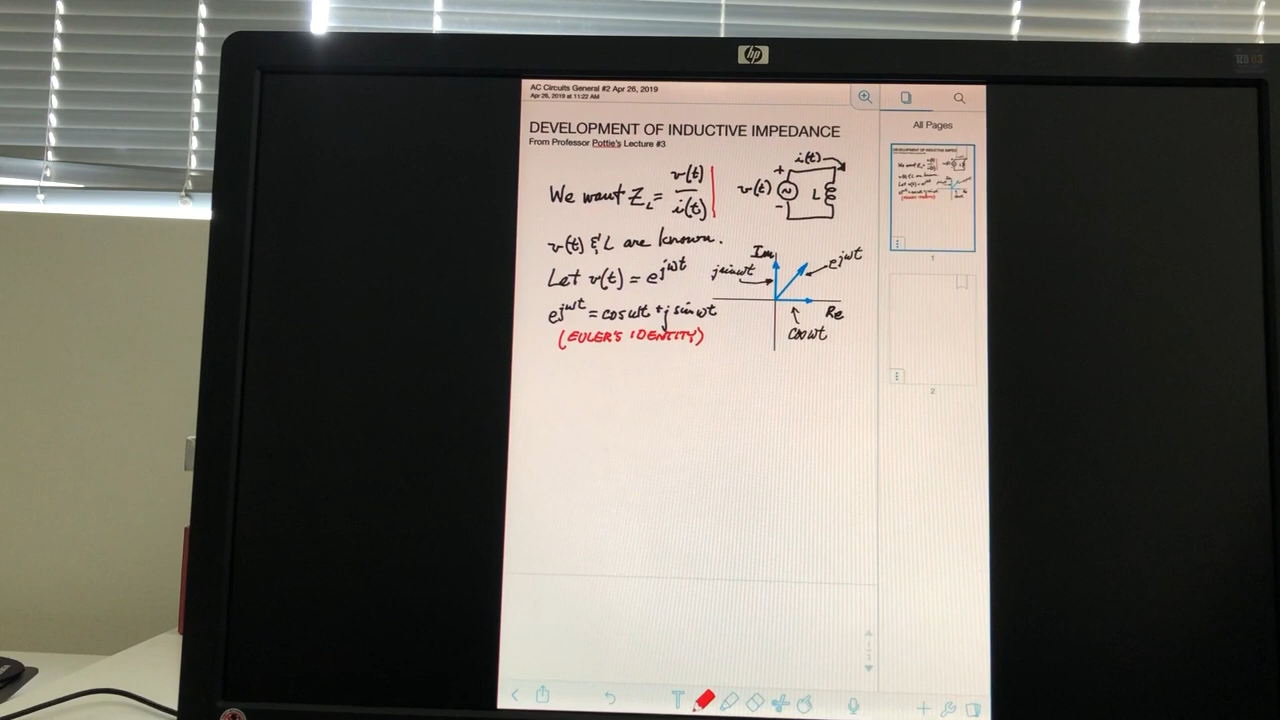 hp
AC Circuits General #2 Apr 26, 2019
Apr 26, 2019 at 11:22 AM
All Pages
DEVELOPMENT OF INDUCTIVE IMPEDANCE
From Professor Pottie's Lecture #3
We want Z_L = v(t)/i(t)
i(t)
+
v(t)
-
L
v(t) & L are known.
Let v(t) = e^jωt
e^jωt = cos ωt + j sin ωt
(EULER'S IDENTITY)
Im
j sin ωt
e^jωt
Re
cos ωt
1
2
T